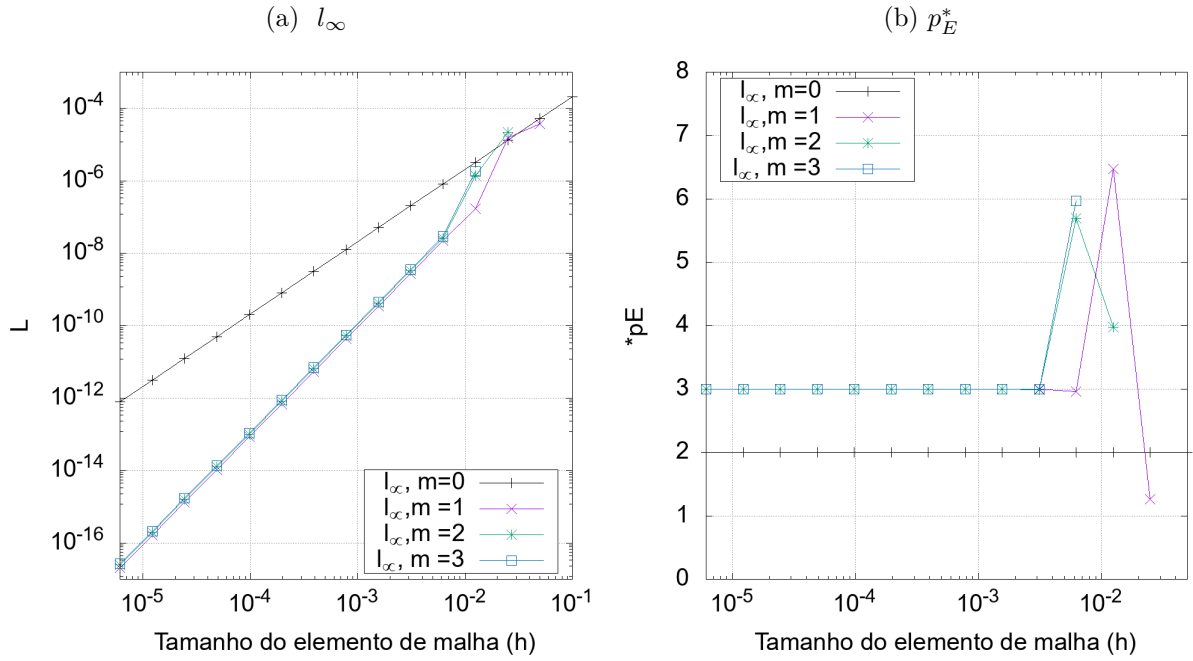 (a) l∞
(b) p*E
10-4
10-6
10-8
10-10
10-12
10-14
10-16
L
l∞, m=0
l∞,m =1
l∞,m =2
l∞, m =3
10-5
10-4
10-3
10-2
10-1
Tamanho do elemento de malha (h)
8
7
6
5
4
3
2
1
0
*pE
l∞, m=0
l∞,m =1
l∞,m =2
l∞, m =3
10-5
10-4
10-3
10-2
Tamanho do elemento de malha (h)